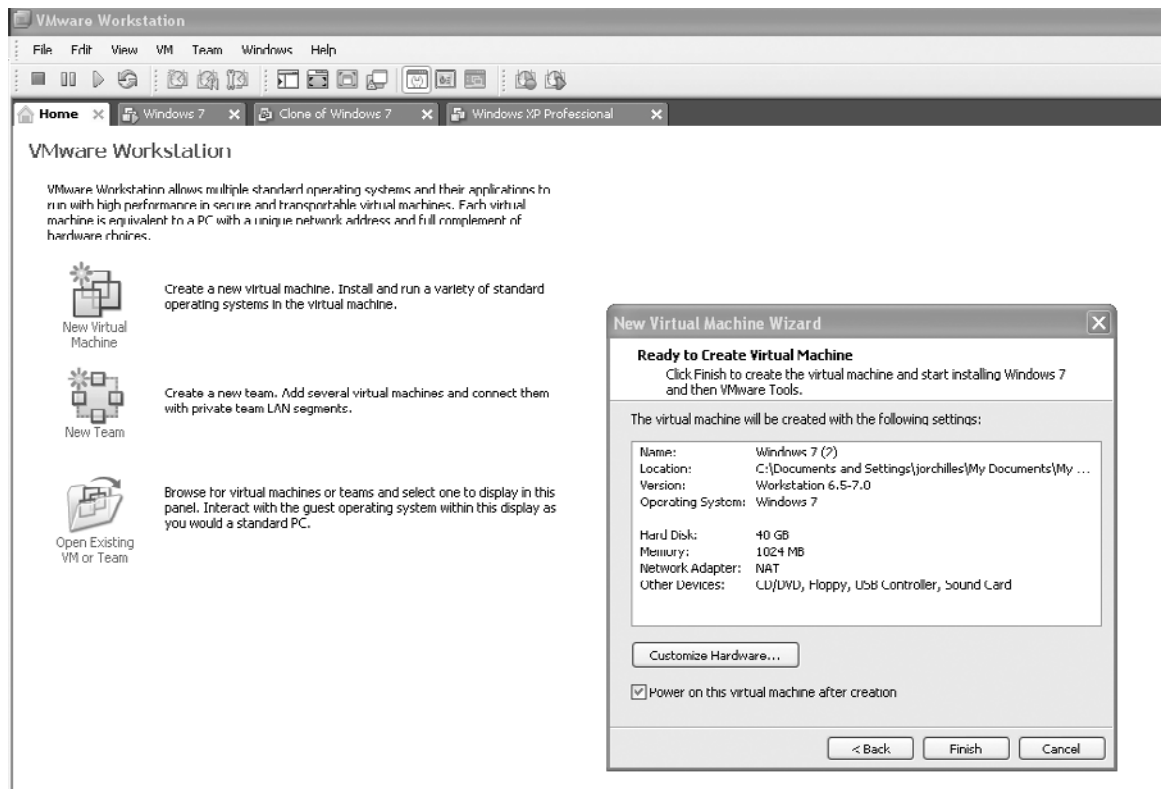 VMware Workstation
File Edit View VM Team Windows Help
Home Windows 7 Clone of Windows 7 Windows XP Professional
VMware Workstation
VMware Workstation allows multiple standard operating systems and their applications to
run with high performance in secure and transportable virtual machines. Each virtual
machine is equivalent to a PC with a unique network address and full complement of
hardware choices.
New Virtual
Machine
Create a new virtual machine. Install and run a variety of standard
operating systems in the virtual machine.
New Team
Create a new team. Add several virtual machines and connect them
with private team LAN segments.
Open Existing
VM or Team
Browse for virtual machines or teams and select one to display in this
panel. Interact with the guest operating system within this display as
you would a standard PC.
New Virtual Machine Wizard
Ready to Create Virtual Machine
Click Finish to create the virtual machine and start installing Windows 7
and then VMware Tools.
The virtual machine will be created with the following settings:
Name: Windows 7 (2)
Location: C:\Documents and Settings\jorchilles\My Documents\My ...
Version: Workstation 6.5-7.0
Operating System: Windows 7
Hard Disk: 40 GB
Memory: 1024 MB
Network Adapter: NAT
Other Devices: CD/DVD, Floppy, USB Controller, Sound Card
Customize Hardware...
Power on this virtual machine after creation
< Back Finish Cancel